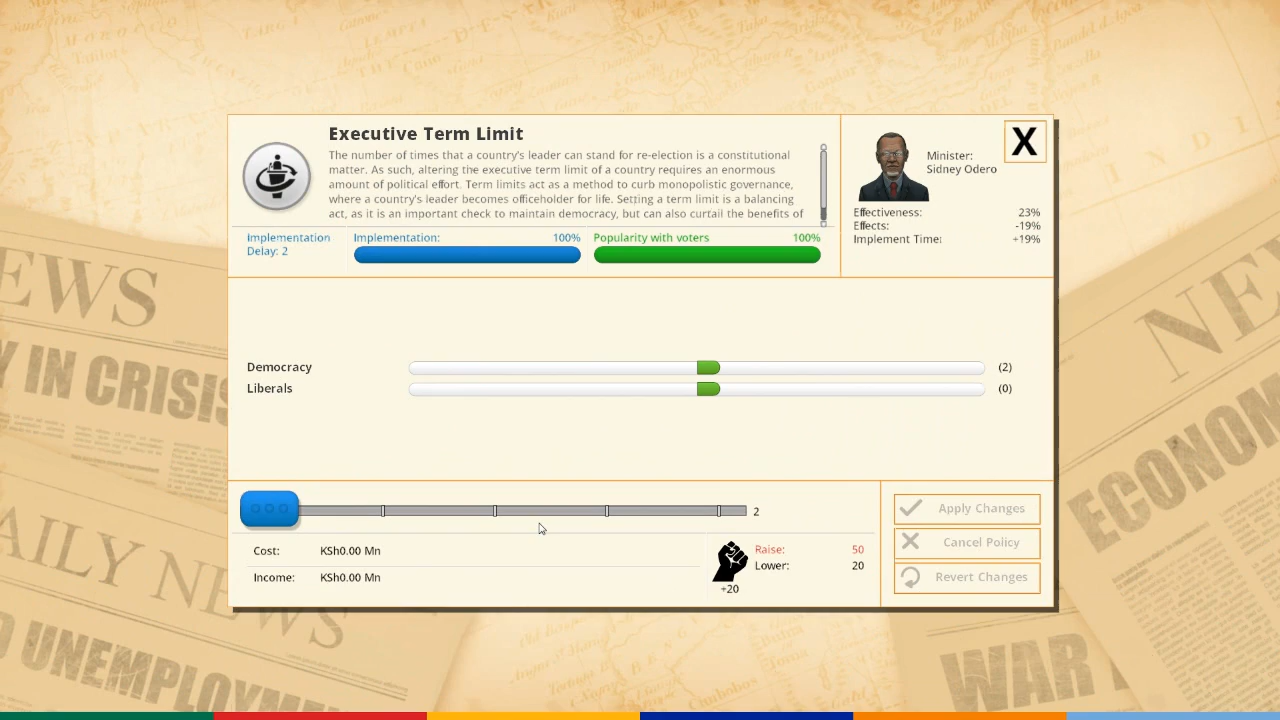 Executive Term Limit
The number of times that a country's leader can stand for re-election is a constitutional
matter. As such, altering the executive term limit of a country requires an enormous
amount of political effort. Term limits act as a method to curb monopolistic governance,
where a country's leader becomes officeholder for life. Setting a term limit is a balancing
act, as it is an important check to maintain democracy, but can also curtail the benefits of
Implementation
Delay: 2
Implementation: 100%
Popularity with voters 100%
X
Minister:
Sidney Odero
Effectiveness: 23%
Effects: -19%
Implement Time: +19%
Democracy (2)
Liberals (0)
2
Cost: KSh0.00 Mn
Income: KSh0.00 Mn
Raise: 50
Lower: 20
+20
Apply Changes
Cancel Policy
Revert Changes
EWS
Y IN CRISIS
AILY NEWS
UNEMPLOYM
NE
ECONOM
WAR